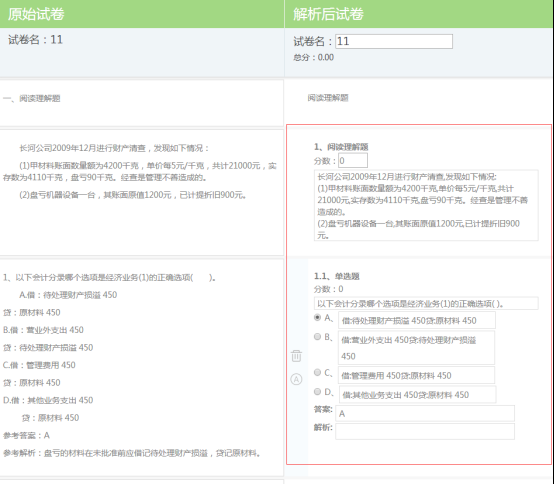 原始试卷
试卷名：11
一、阅读理解题
长河公司2009年12月进行财产清查，发现如下情况：
(1)甲材料账面数量额为4200千克，单价每5元/千克，共计21000元，实
存数为4110千克，盘亏90千克。经查是管理不善造成的。
(2)盘亏机器设备一台，其账面原值1200元，已计提折旧900元。
1、以下会计分录哪个选项是经济业务(1)的正确选项(　　)。
A.借：待处理财产损溢 450
贷：原材料 450
B.借：营业外支出 450
贷：待处理财产损溢 450
C.借：管理费用 450
贷：原材料 450
D.借：其他业务支出 450
贷：原材料 450
参考答案：A
参考解析：盘亏的材料在未批准前应借记待处理财产损溢，贷记原材料。
解析后试卷
试卷名：11
总分：0.00
阅读理解题
1、阅读理解题
分数：0
长河公司2009年12月进行财产清查,发现如下情况:
(1)甲材料账面数量额为4200千克,单价每5元/千克,共计
21000元,实存数为4110千克,盘亏90千克。经查是管理不善
造成的。
(2)盘亏机器设备一台,其账面原值1200元,已计提折旧900
元。
1.1、单选题
分数：0
以下会计分录哪个选项是经济业务(1)的正确选项( )。
A、 借:待处理财产损溢 450贷:原材料 450
B、 借:营业外支出 450贷:待处理财产损溢
450
C、 借:管理费用 450贷:原材料 450
D、 借:其他业务支出 450贷:原材料 450
答案: A
解析:
A